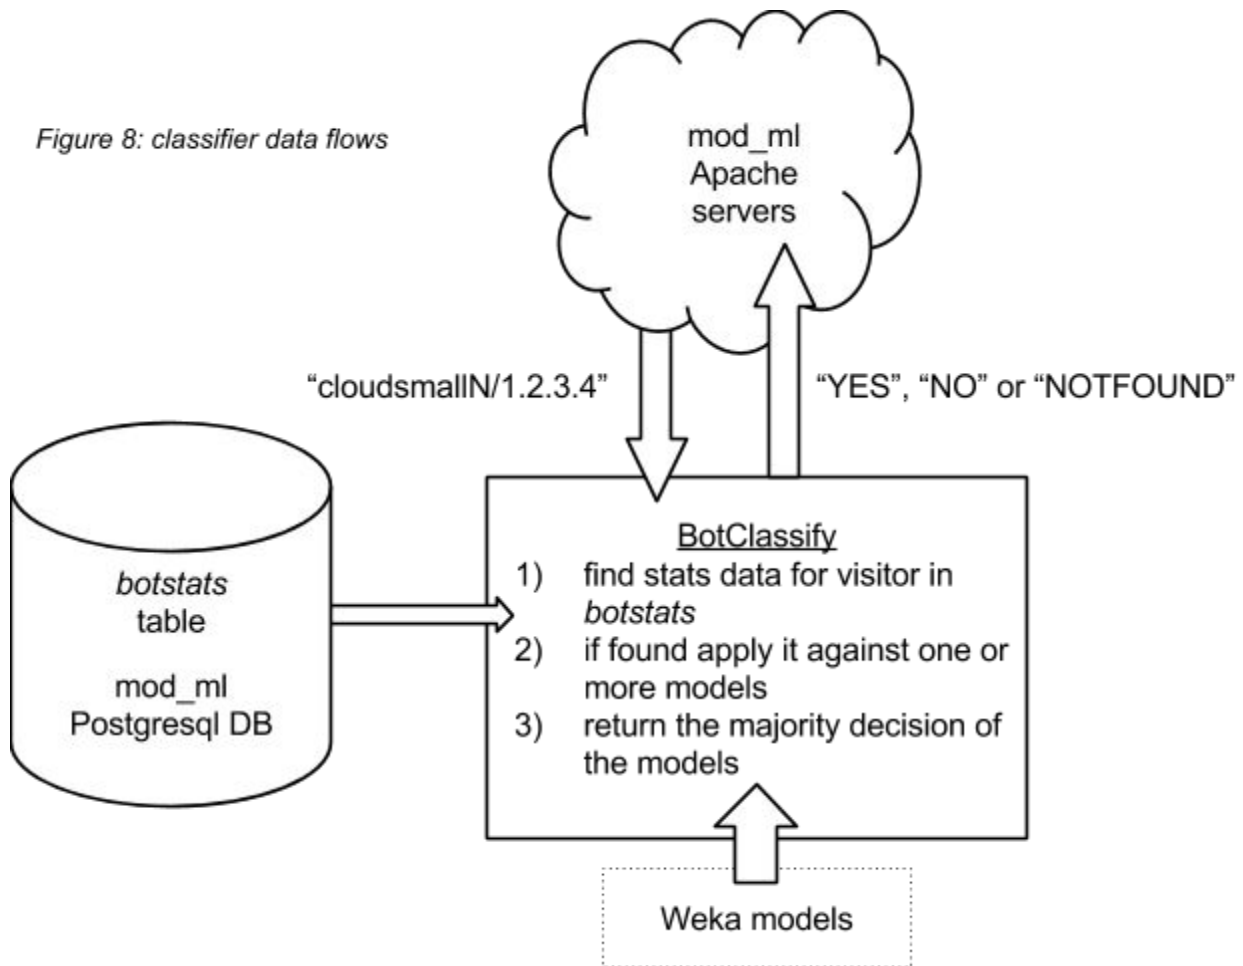 Figure 8: classifier data flows
mod_ml
Apache
servers
“cloudsmallN/1.2.3.4”
“YES”, “NO” or “NOTFOUND”
botstats
table
mod_ml
Postgresql DB
BotClassify
1) find stats data for visitor in
botstats
2) if found apply it against one or
more models
3) return the majority decision of
the models
Weka models